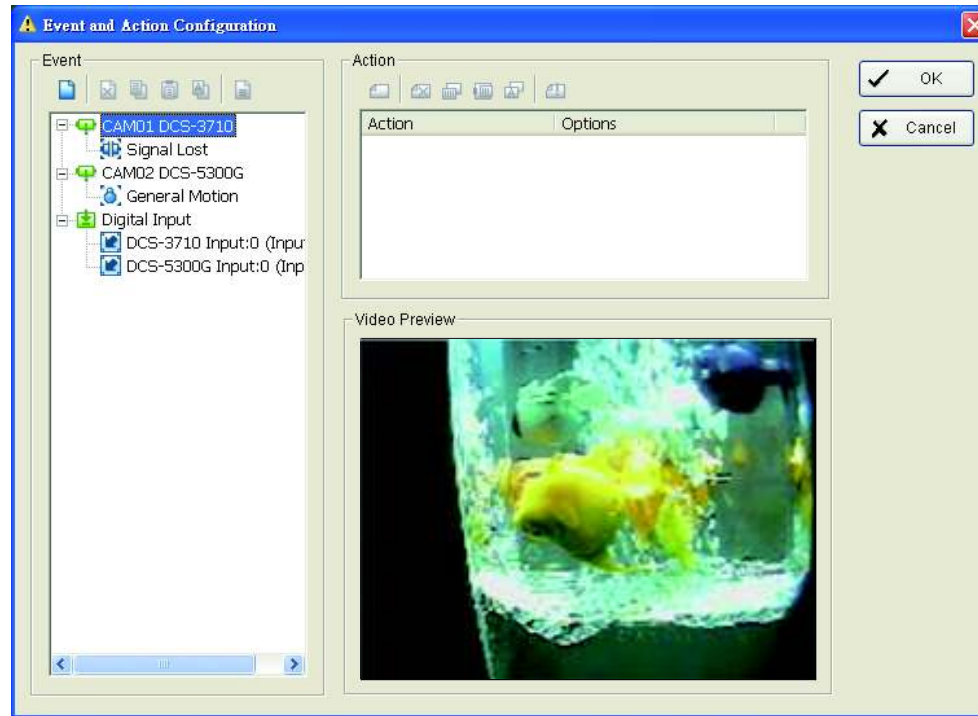 Event and Action Configuration
Event
CAM01 DCS-3710
Signal Lost
CAM02 DCS-5300G
General Motion
Digital Input
DCS-3710 Input:0 (Inpu
DCS-5300G Input:0 (Inp
Action
Action Options
Video Preview
OK
Cancel